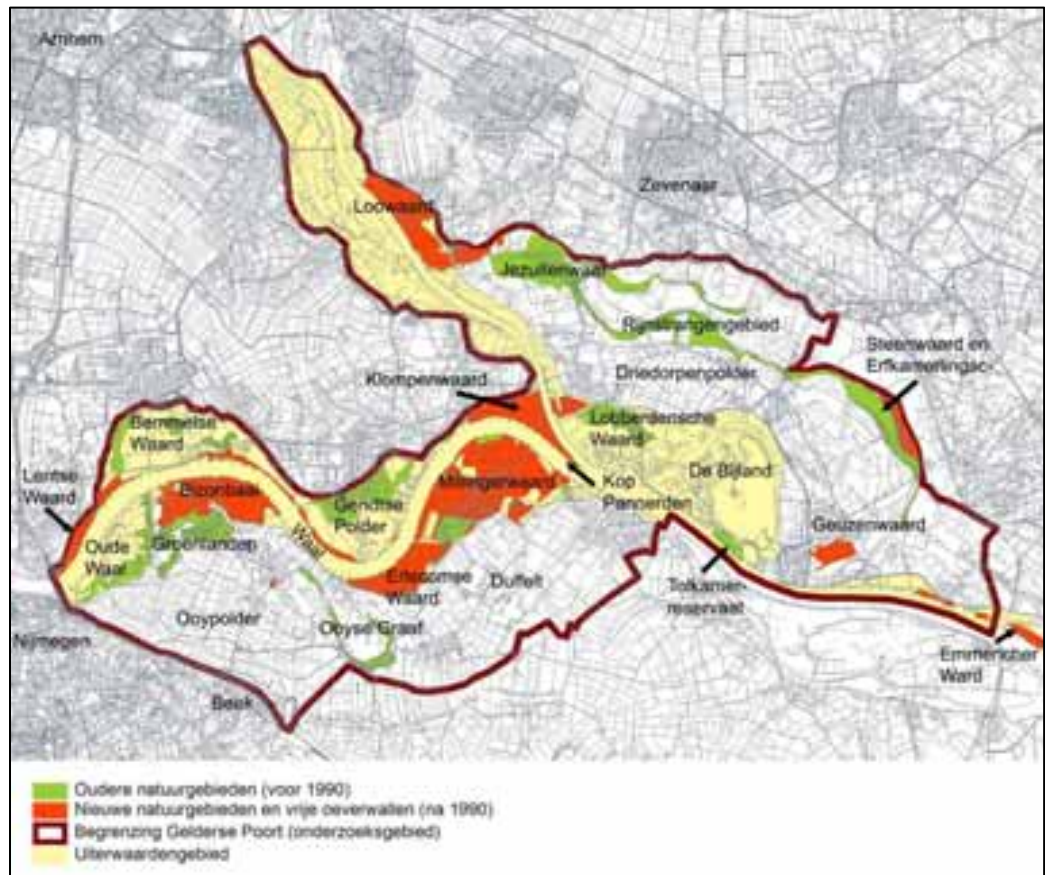 Arnhem
Zevenaar
Loowaard
Jezuitenwaai
Rijnstrangengebied
Steenwaard en
Erfkamerlingsc-
Klompenwaard
Driedorpenpolder
Lobberdensche
Waard
Bemmelse
Waard
De Bijland
Lentse
Waard
Bizonbaai
Gendtse
Polder
Millingerwaard
Kop
Pannerden
Geuzenwaard
Oude
Waal
Groenlanden
Waal
Erlecomse
Waard
Duffelt
Tolkamer-
reservaat
Ooypolder
Ooyse Graaf
Nijmegen
Emmericher
Ward
Beek
Oudere natuurgebieden (voor 1990)
Nieuwe natuurgebieden en vrije oeverwallen (na 1990)
Begrenzing Gelderse Poort (onderzoeksgebied)
Uiterwaardengebied